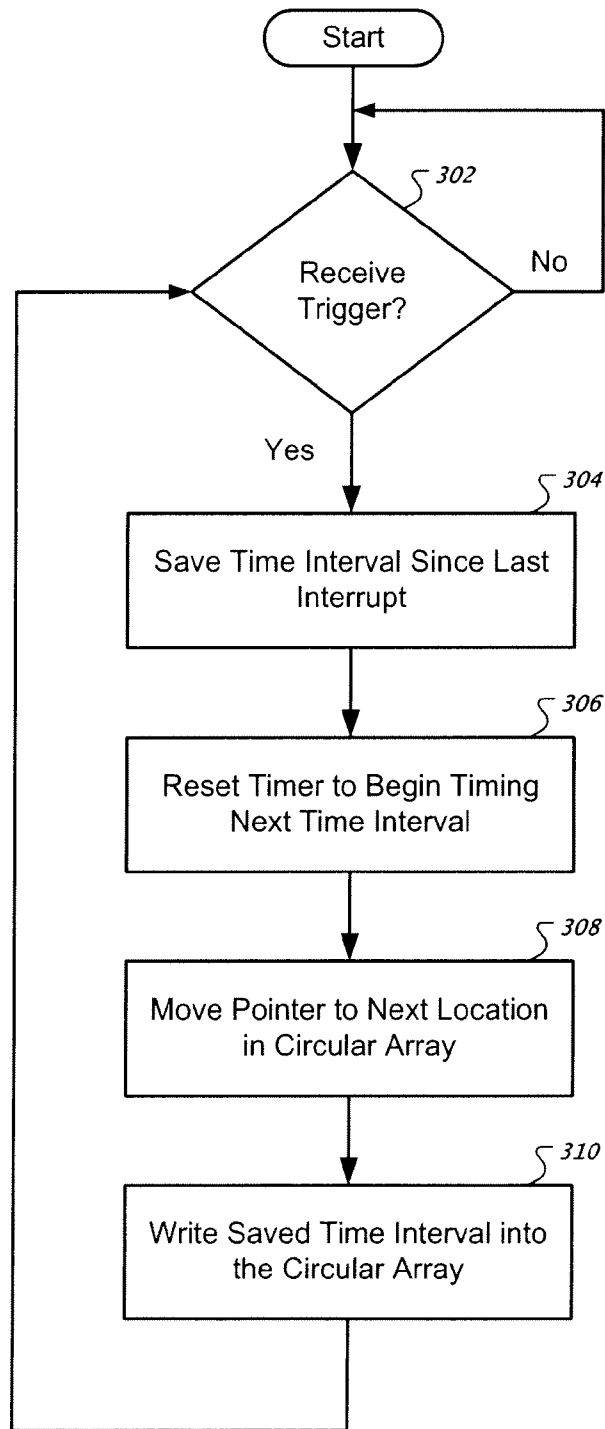 Start
302
Receive
Trigger?
No
Yes
304
Save Time Interval Since Last
Interrupt
306
Reset Timer to Begin Timing
Next Time Interval
308
Move Pointer to Next Location
in Circular Array
310
Write Saved Time Interval into
the Circular Array